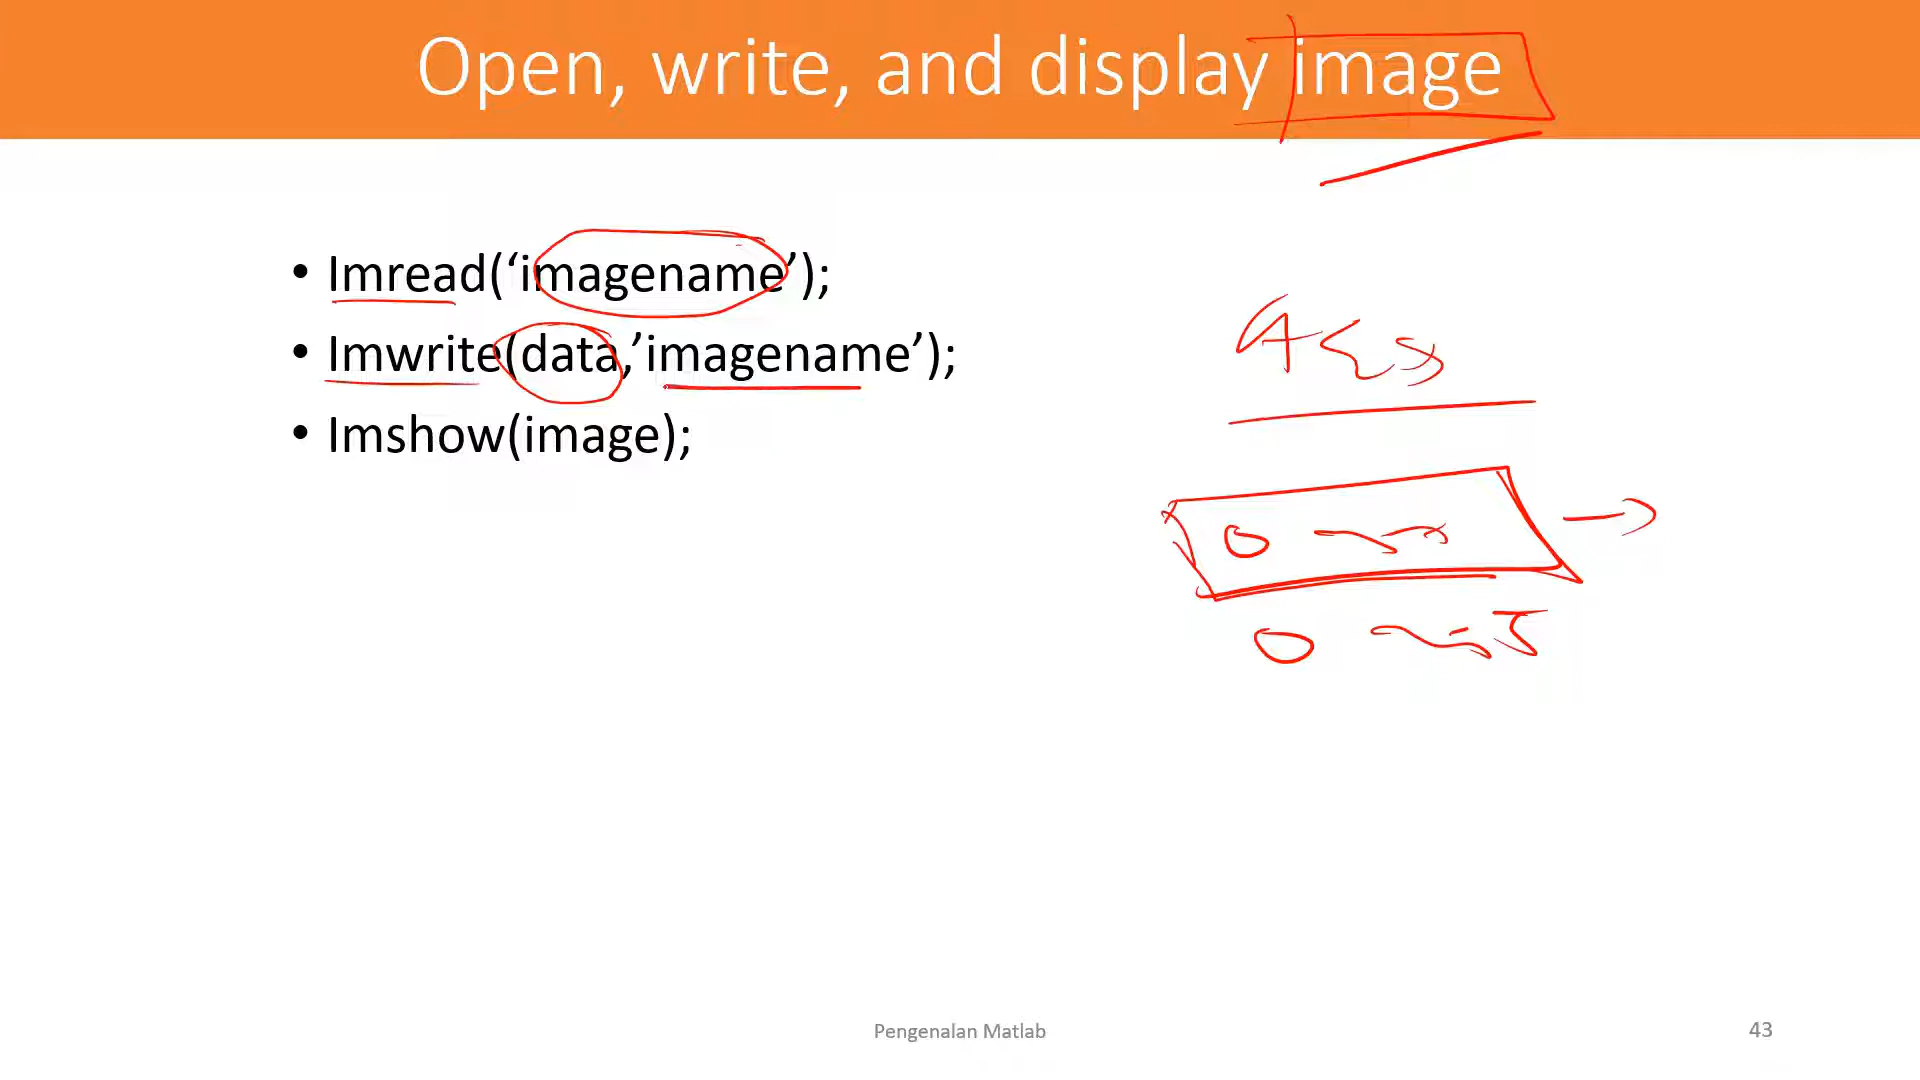 Open, write, and display image
• Imread(‘imagename’);
• Imwrite(data,’imagename’);
• Imshow(image);
Pengenalan Matlab
43